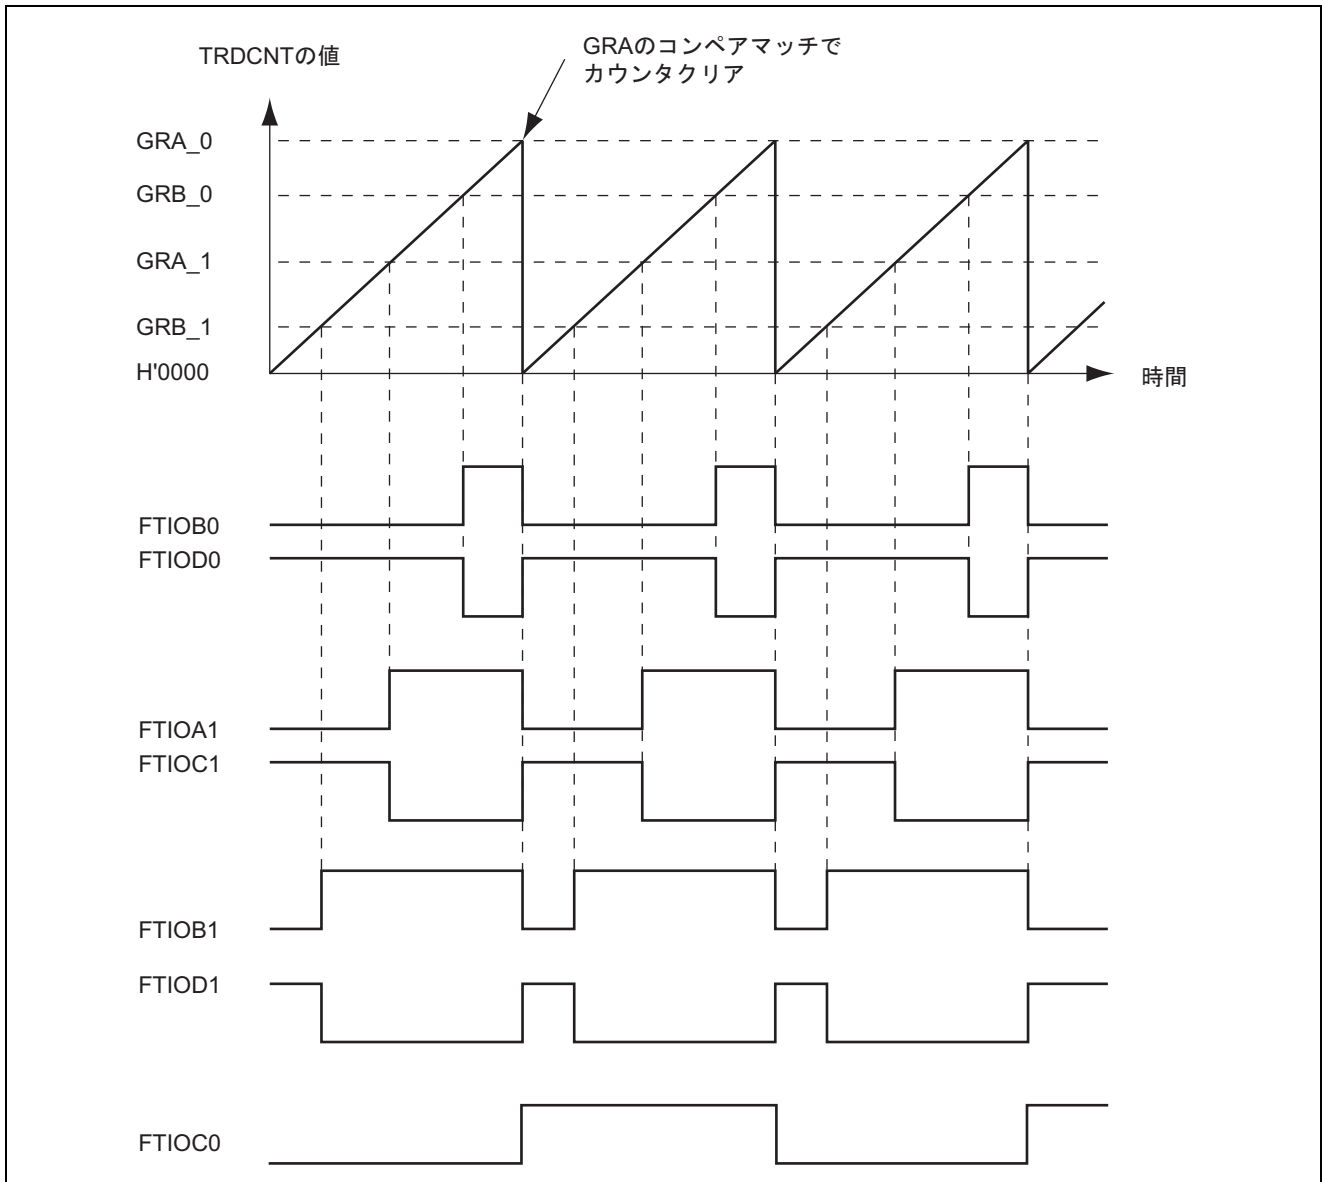 TRDCNTの値
GRAのコンペアマッチで
カウンタクリア
GRA_0
GRB_0
GRA_1
GRB_1
H'0000
時間
FTIOB0
FTIOD0
FTIOA1
FTIOC1
FTIOB1
FTIOD1
FTIOC0